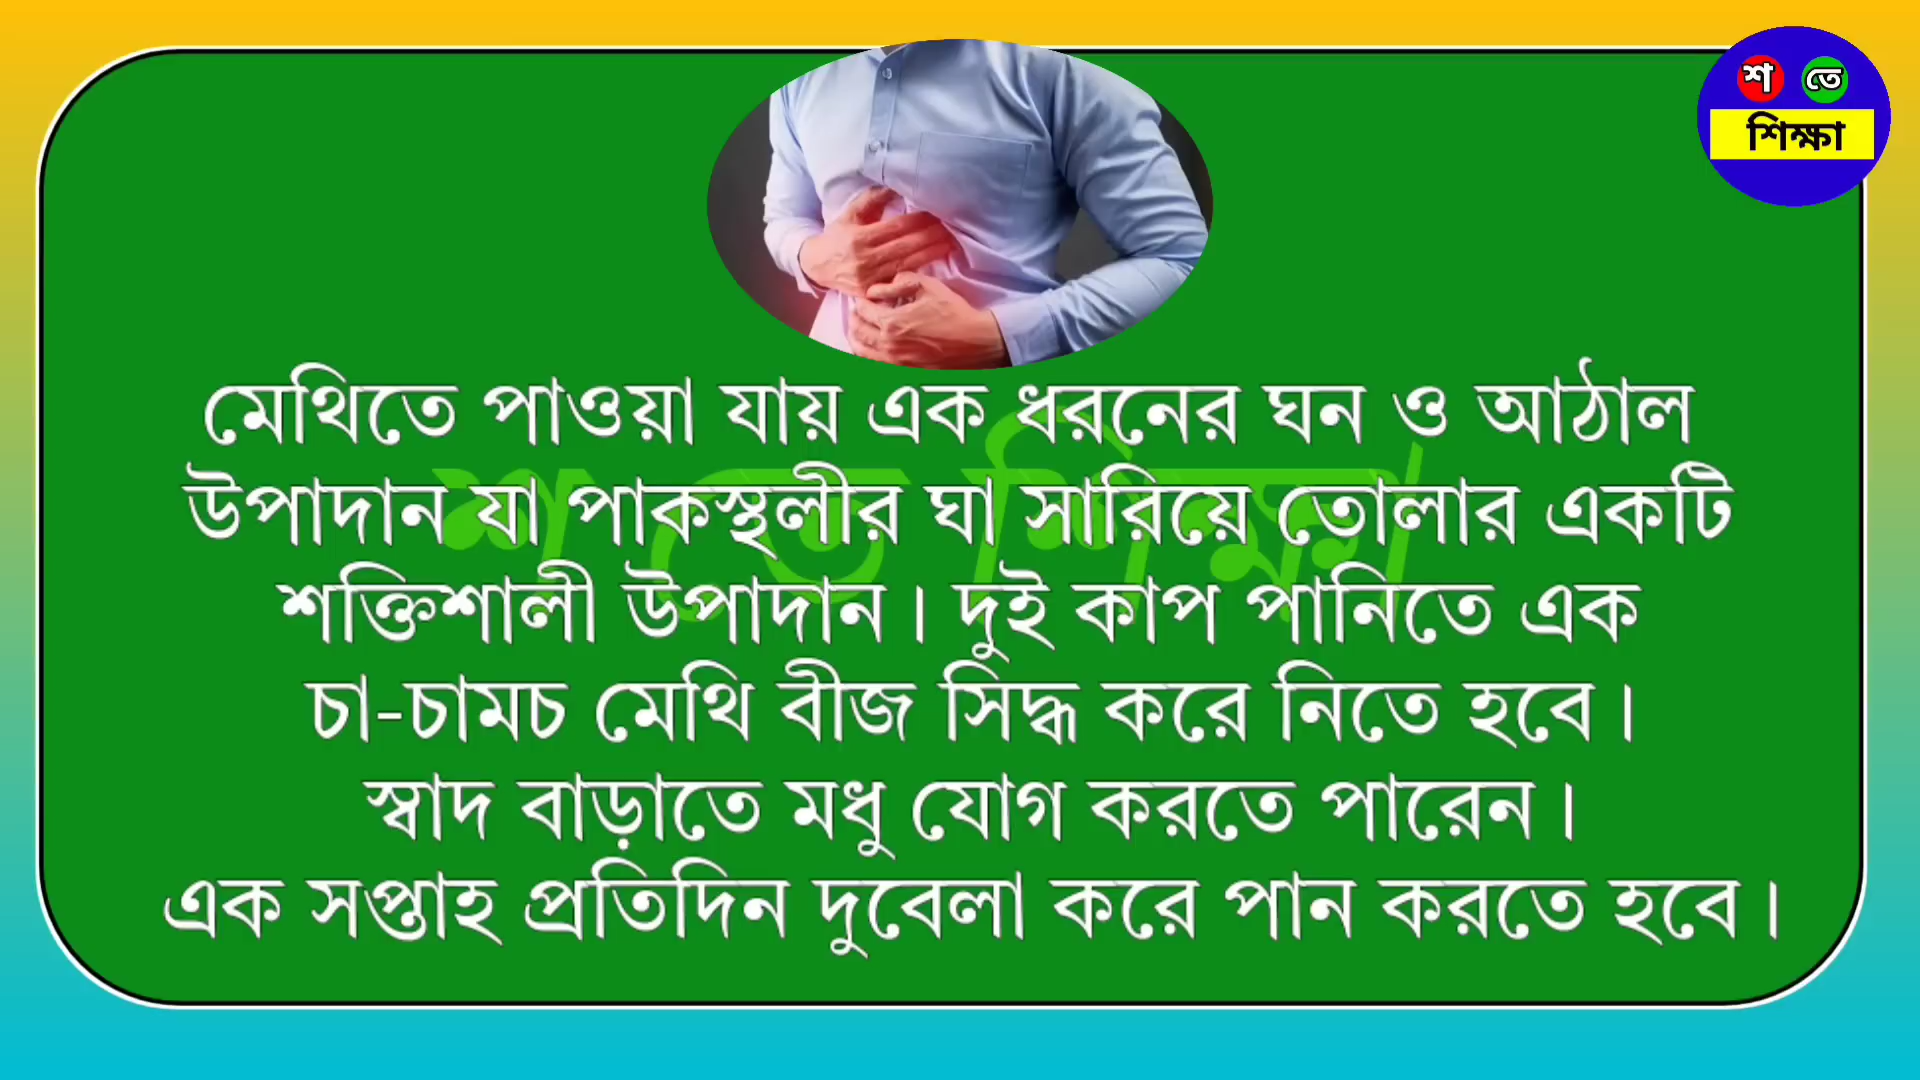 শ তে
শিক্ষা
মেথিতে পাওয়া যায় এক ধরনের ঘন ও আঠাল
উপাদান যা পাকস্থলীর ঘা সারিয়ে তোলার একটি
শক্তিশালী উপাদান। দুই কাপ পানিতে এক
চা-চামচ মেথি বীজ সিদ্ধ করে নিতে হবে।
স্বাদ বাড়াতে মধু যোগ করতে পারেন।
এক সপ্তাহ প্রতিদিন দুবেলা করে পান করতে হবে।
শ তে শিক্ষা